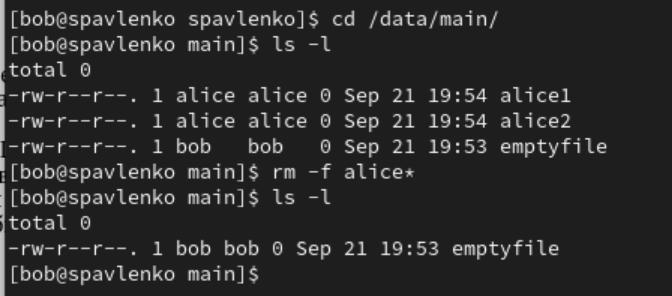 [bob@spavlenko spavlenko]$ cd /data/main/
[bob@spavlenko main]$ ls -l
total 0
-rw-r--r--. 1 alice alice 0 Sep 21 19:54 alice1
-rw-r--r--. 1 alice alice 0 Sep 21 19:54 alice2
-rw-r--r--. 1 bob   bob   0 Sep 21 19:53 emptyfile
[bob@spavlenko main]$ rm -f alice*
[bob@spavlenko main]$ ls -l
total 0
-rw-r--r--. 1 bob bob 0 Sep 21 19:53 emptyfile
[bob@spavlenko main]$